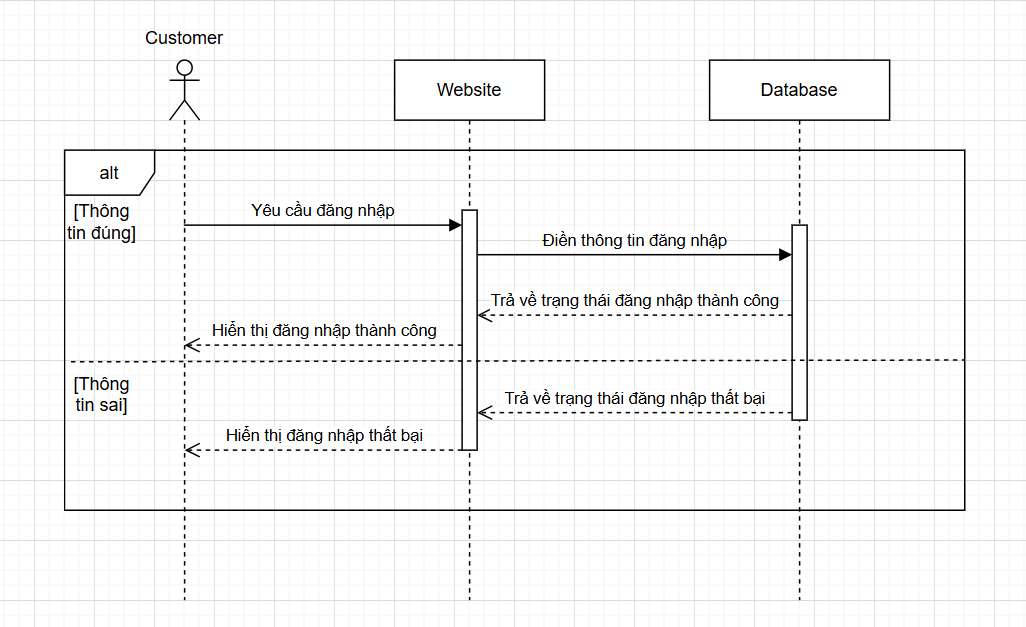 Customer
Website
Database
alt
[Thông
tin đúng]
Yêu cầu đăng nhập
Điền thông tin đăng nhập
Trả về trạng thái đăng nhập thành công
Hiển thị đăng nhập thành công
[Thông
tin sai]
Trả về trạng thái đăng nhập thất bại
Hiển thị đăng nhập thất bại